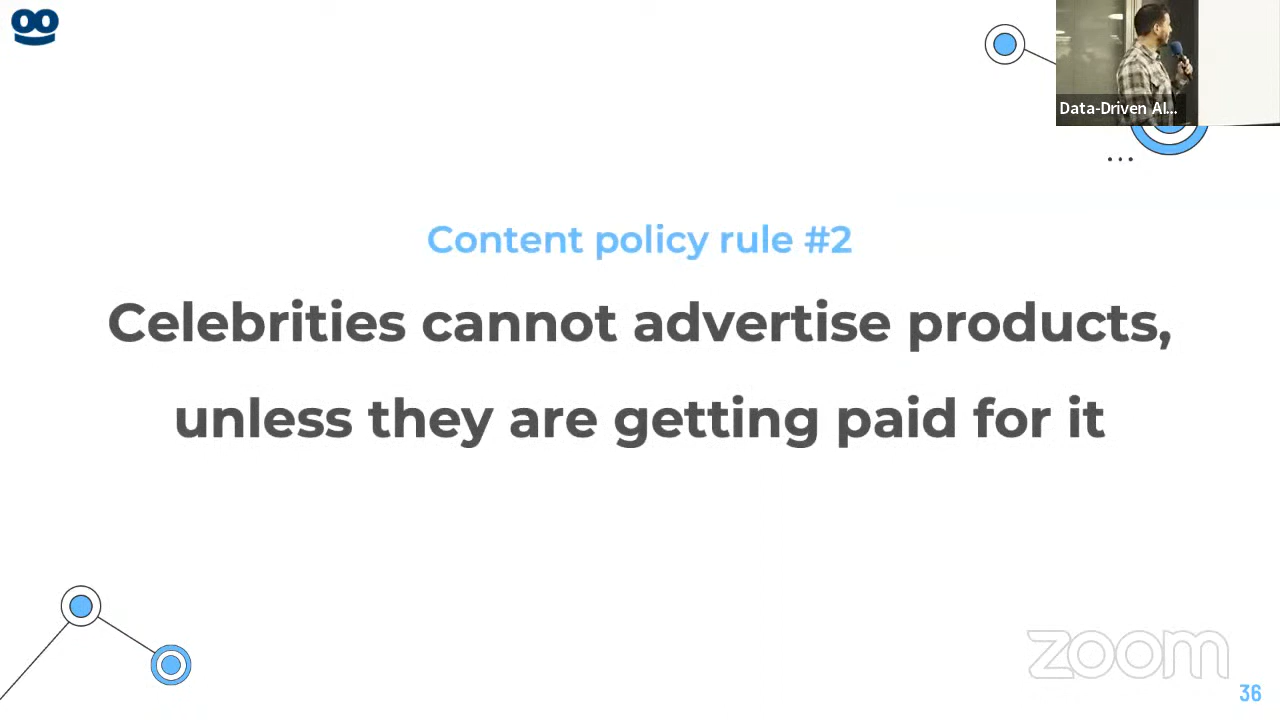 Data-Driven AI...
Content policy rule #2
Celebrities cannot advertise products,
unless they are getting paid for it
zoom
36